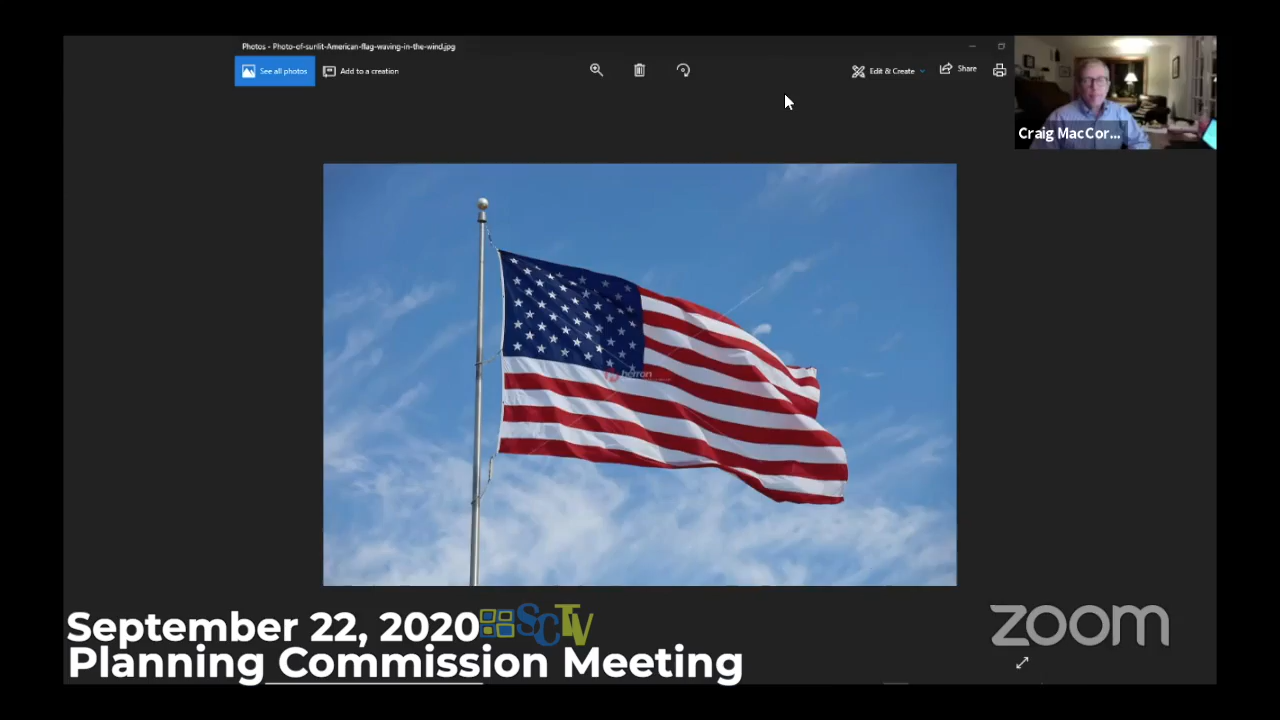 Photos - Photo-of-sunlit-American-flag-waving-in-the-wind.jpg
See all photos
Add to a creation
Edit & Create
Share
Craig MacCor...
herron
September 22, 2020
SCTV
zoom
Planning Commission Meeting